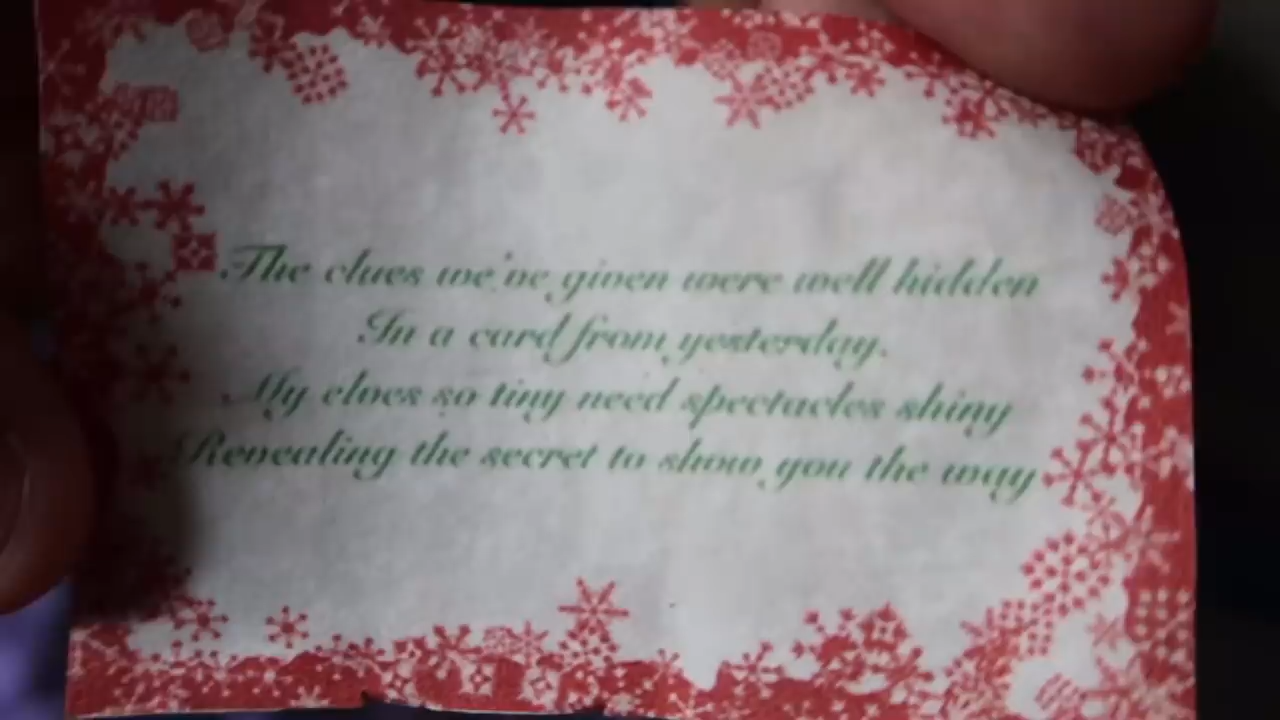 The clues we've given were well hidden
In a card from yesterday.
My clues so tiny need spectacles shiny
Revealing the secret to show you the way